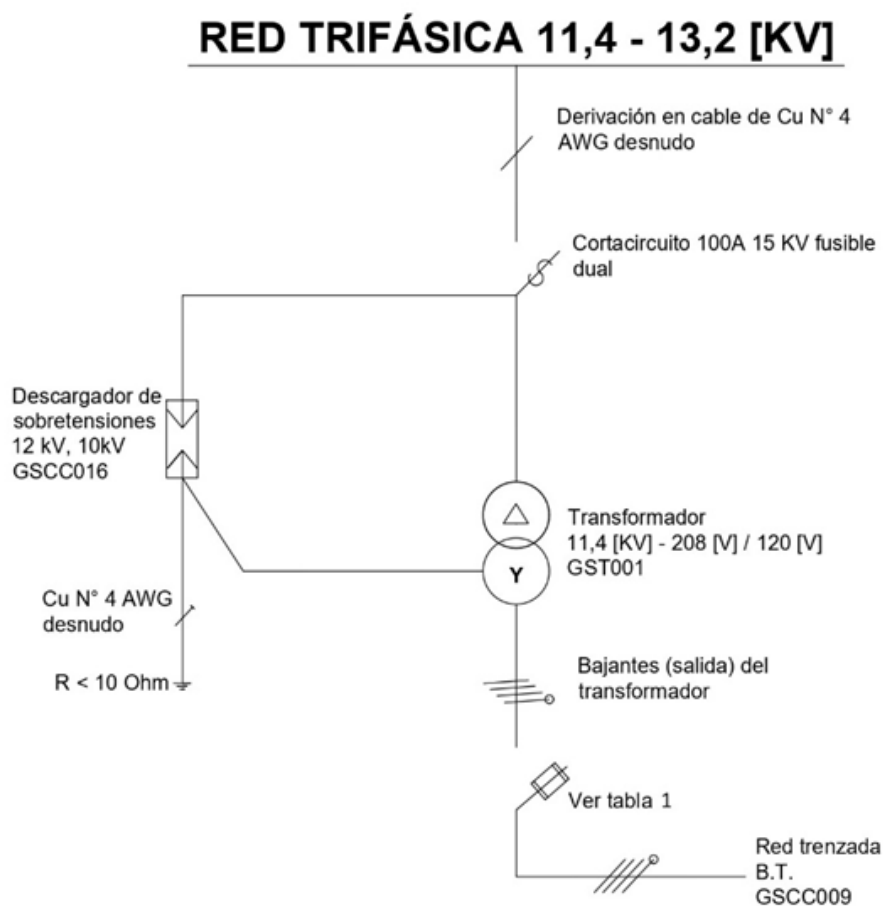 RED TRIFÁSICA 11,4 - 13,2 [KV]
Derivación en cable de Cu N° 4
AWG desnudo
Cortacircuito 100A 15 KV fusible
dual
Descargador de
sobretensiones
12 kV, 10kV
GSCC016
Transformador
11,4 [KV] - 208 [V] / 120 [V]
GST001
Y
Cu N° 4 AWG
desnudo
R < 10 Ohm
Bajantes (salida) del
transformador
Ver tabla 1
Red trenzada
B.T.
GSCC009